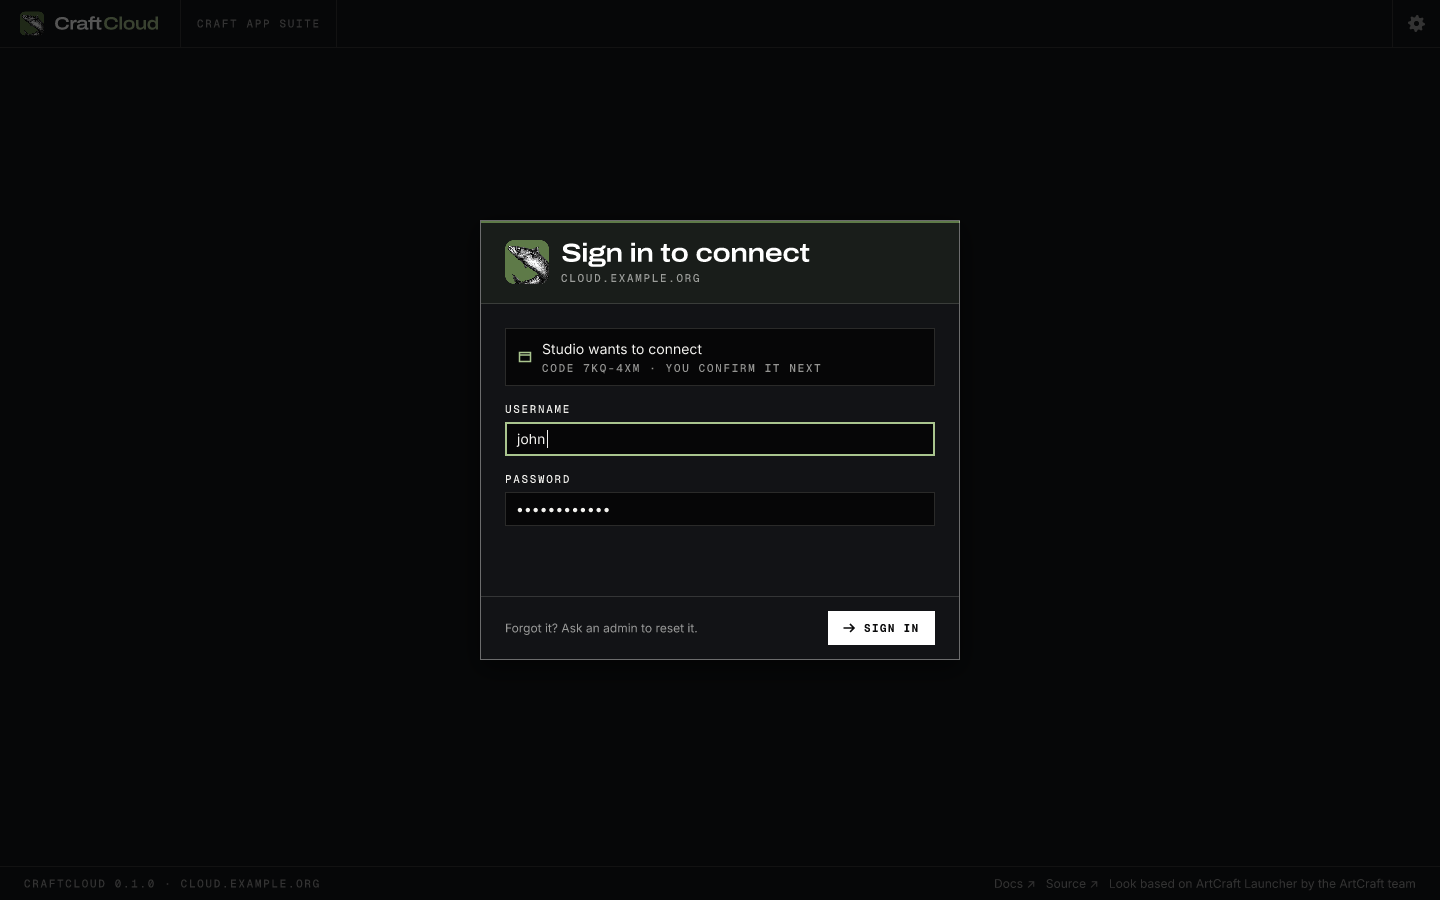 CraftCloud
CRAFT APP SUITE
Sign in to connect
CLOUD.EXAMPLE.ORG
Studio wants to connect
CODE 7KQ-4XM · YOU CONFIRM IT NEXT
USERNAME
john
PASSWORD
••••••••••••
Forgot it? Ask an admin to reset it.
→ SIGN IN
CRAFTCLOUD 0.1.0 · CLOUD.EXAMPLE.ORG
Docs ↗ Source ↗ Look based on ArtCraft Launcher by the ArtCraft team